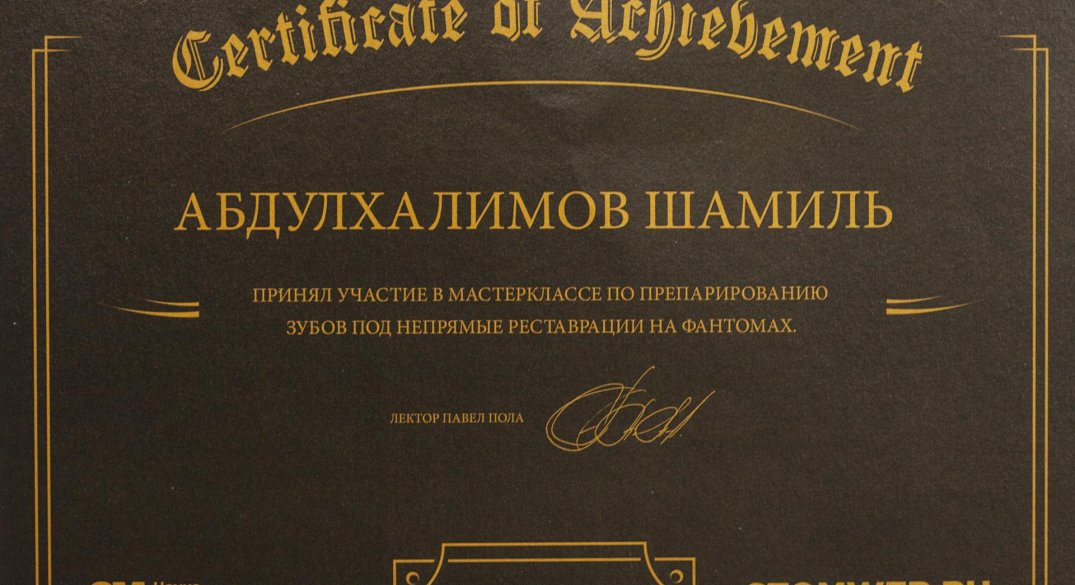 Certificate of Achievement
АБДУЛХАЛИМОВ ШАМИЛЬ
ПРИНЯЛ УЧАСТИЕ В МАСТЕРКЛАССЕ ПО ПРЕПАРИРОВАНИЮ
ЗУБОВ ПОД НЕПРЯМЫЕ РЕСТАВРАЦИИ НА ФАНТОМАХ.
ЛЕКТОР ПАВЕЛ ПОЛА